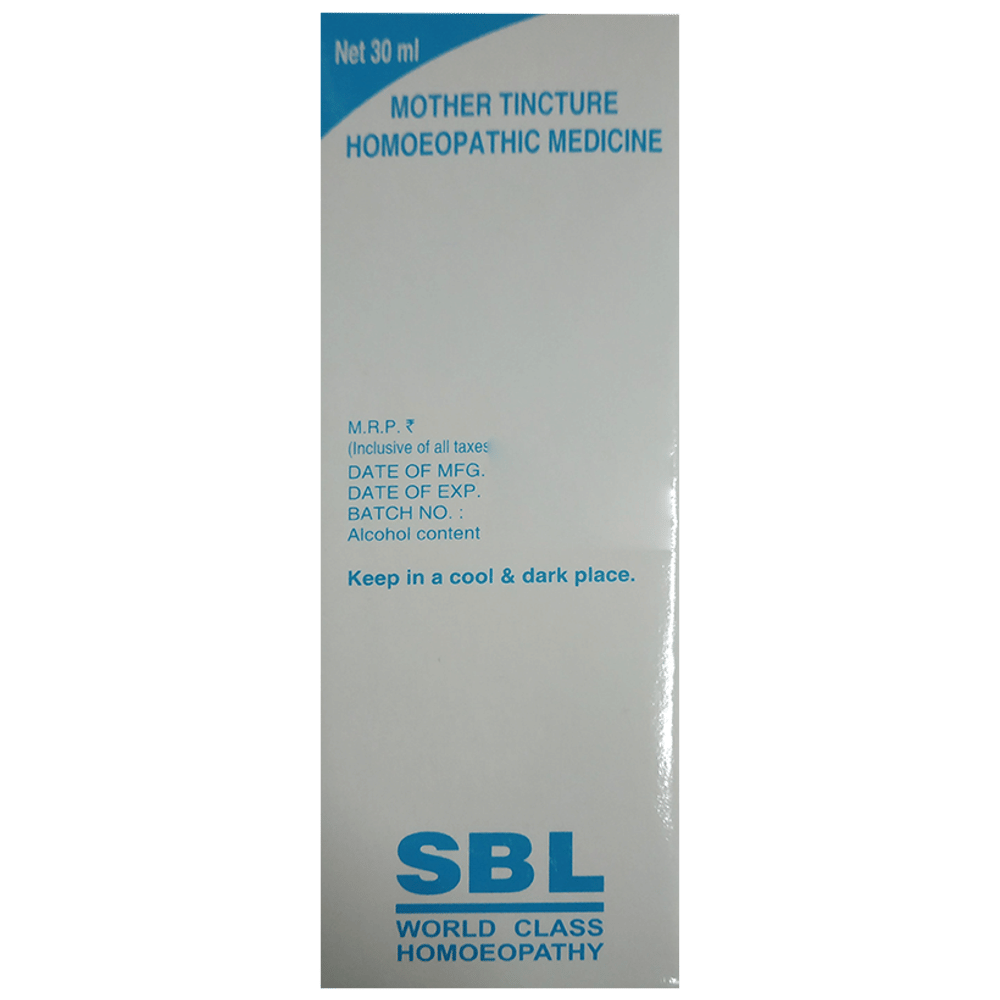 Net 30 ml
MOTHER TINCTURE
HOMOEOPATHIC MEDICINE
M.R.P. ₹
(Inclusive of all taxes
DATE OF MFG.
DATE OF EXP.
BATCH NO. :
Alcohol content
Keep in a cool & dark place.
SBL
WORLD CLASS
HOMOEOPATHY